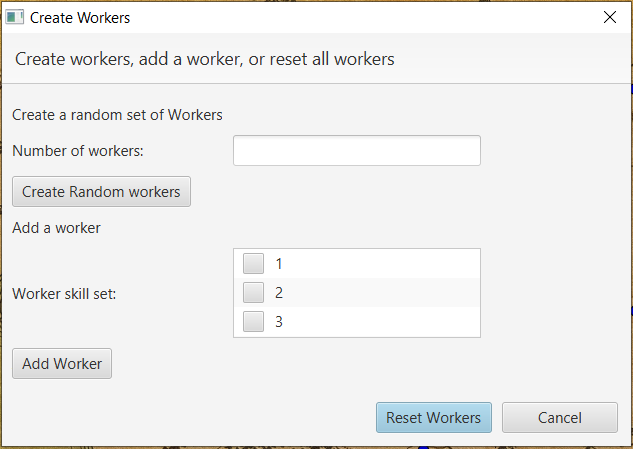 Create Workers
Create workers, add a worker, or reset all workers
Create a random set of Workers
Number of workers:
Create Random workers
Add a worker
1
Worker skill set:
2
3
Add Worker
Reset Workers
Cancel